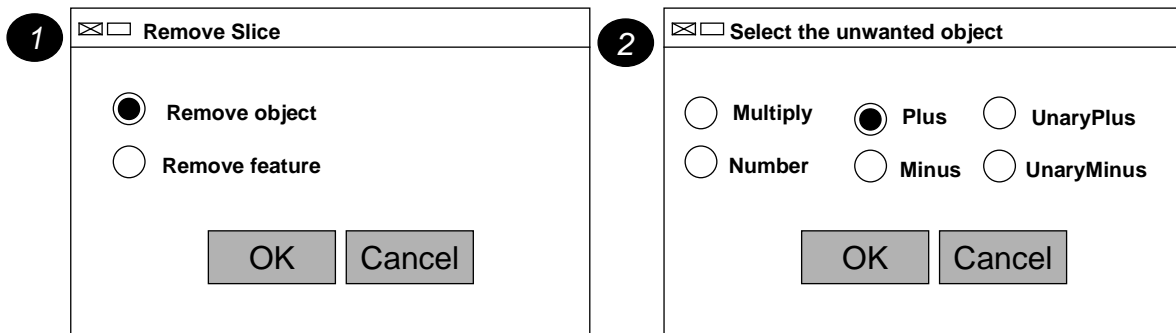 1
Remove Slice
Remove object
Remove feature
OK Cancel
2
Select the unwanted object
Multiply Plus UnaryPlus
Number Minus UnaryMinus
OK Cancel